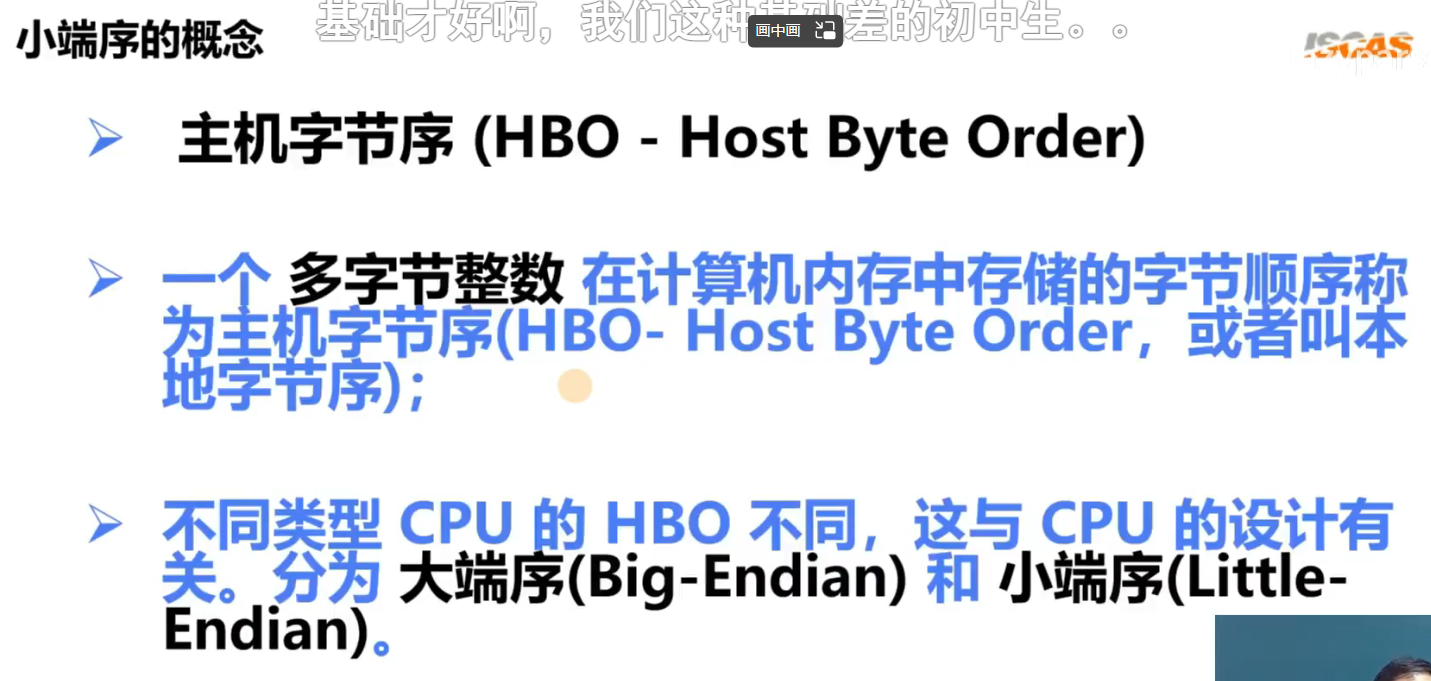 小端序的概念
基础才好啊，我们这种基础差的初中生。。
画中画
ISCAS
主机字节序 (HBO - Host Byte Order)
一个 多字节整数 在计算机内存中存储的字节顺序称
为主机字节序(HBO- Host Byte Order，或者叫本
地字节序)；
不同类型 CPU 的 HBO 不同，这与 CPU 的设计有
关。分为 大端序(Big-Endian) 和 小端序(Little-
Endian)。